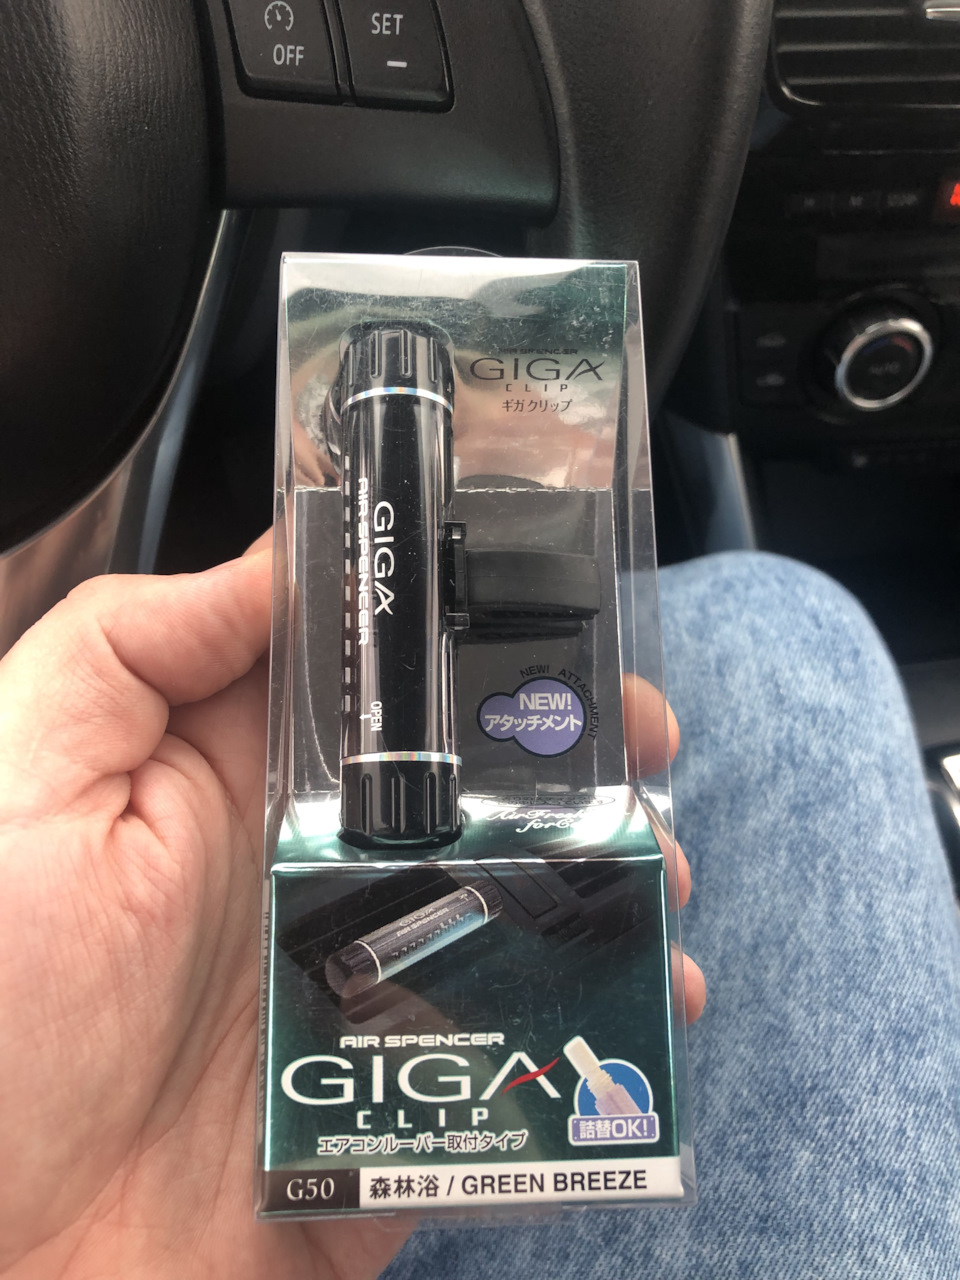 OFF
SET
−
AIR SPENCER
GIGA
CLIP
ギガクリップ
GIGA
AIR SPENCER
OPEN
NEW! ATTACHMENT
NEW!
アタッチメント
AUTO
GIGA
AIR SPENCER
GIGA
CLIP
エアコンルーバー取付タイプ
詰替OK!
G50
森林浴 / GREEN BREEZE